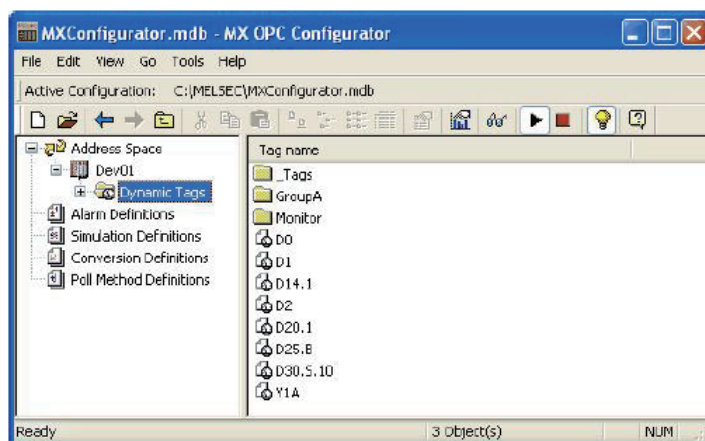 MXConfigurator.mdb - MX OPC Configurator
File Edit View Go Tools Help
Active Configuration: C:\MELSEC\MXConfigurator.mdb
Address Space
Dev01
Dynamic Tags
Alarm Definitions
Simulation Definitions
Conversion Definitions
Poll Method Definitions
Tag name
_Tags
GroupA
Monitor
D0
D1
D14.1
D2
D20.1
D25.B
D30.S.10
Y1A
Ready 3 Object(s) NUM